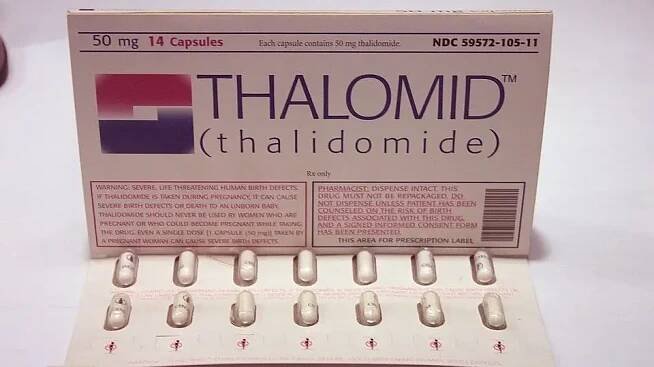 50 mg 14 Capsules
Each capsule contains 50 mg thalidomide.
NDC 59572-105-11
THALOMID™
(thalidomide)
Rx only
WARNING: SEVERE, LIFE THREATENING HUMAN BIRTH DEFECTS.
IF THALIDOMIDE IS TAKEN DURING PREGNANCY, IT CAN CAUSE
SEVERE BIRTH DEFECTS OR DEATH TO AN UNBORN BABY.
THALIDOMIDE SHOULD NEVER BE USED BY WOMEN WHO ARE
PREGNANT OR WHO COULD BECOME PREGNANT WHILE TAKING
THE DRUG. EVEN A SINGLE DOSE [1 CAPSULE (50 mg)] TAKEN BY
A PREGNANT WOMAN CAN CAUSE SEVERE BIRTH DEFECTS.
PHARMACIST: DISPENSE INTACT. THIS
DRUG MUST NOT BE REPACKAGED. DO
NOT DISPENSE UNLESS PATIENT HAS BEEN
COUNSELED ON THE RISK OF BIRTH
DEFECTS ASSOCIATED WITH THIS DRUG,
AND A SIGNED INFORMED CONSENT FORM
HAS BEEN PRESENTED.
THIS AREA FOR PRESCRIPTION LABEL